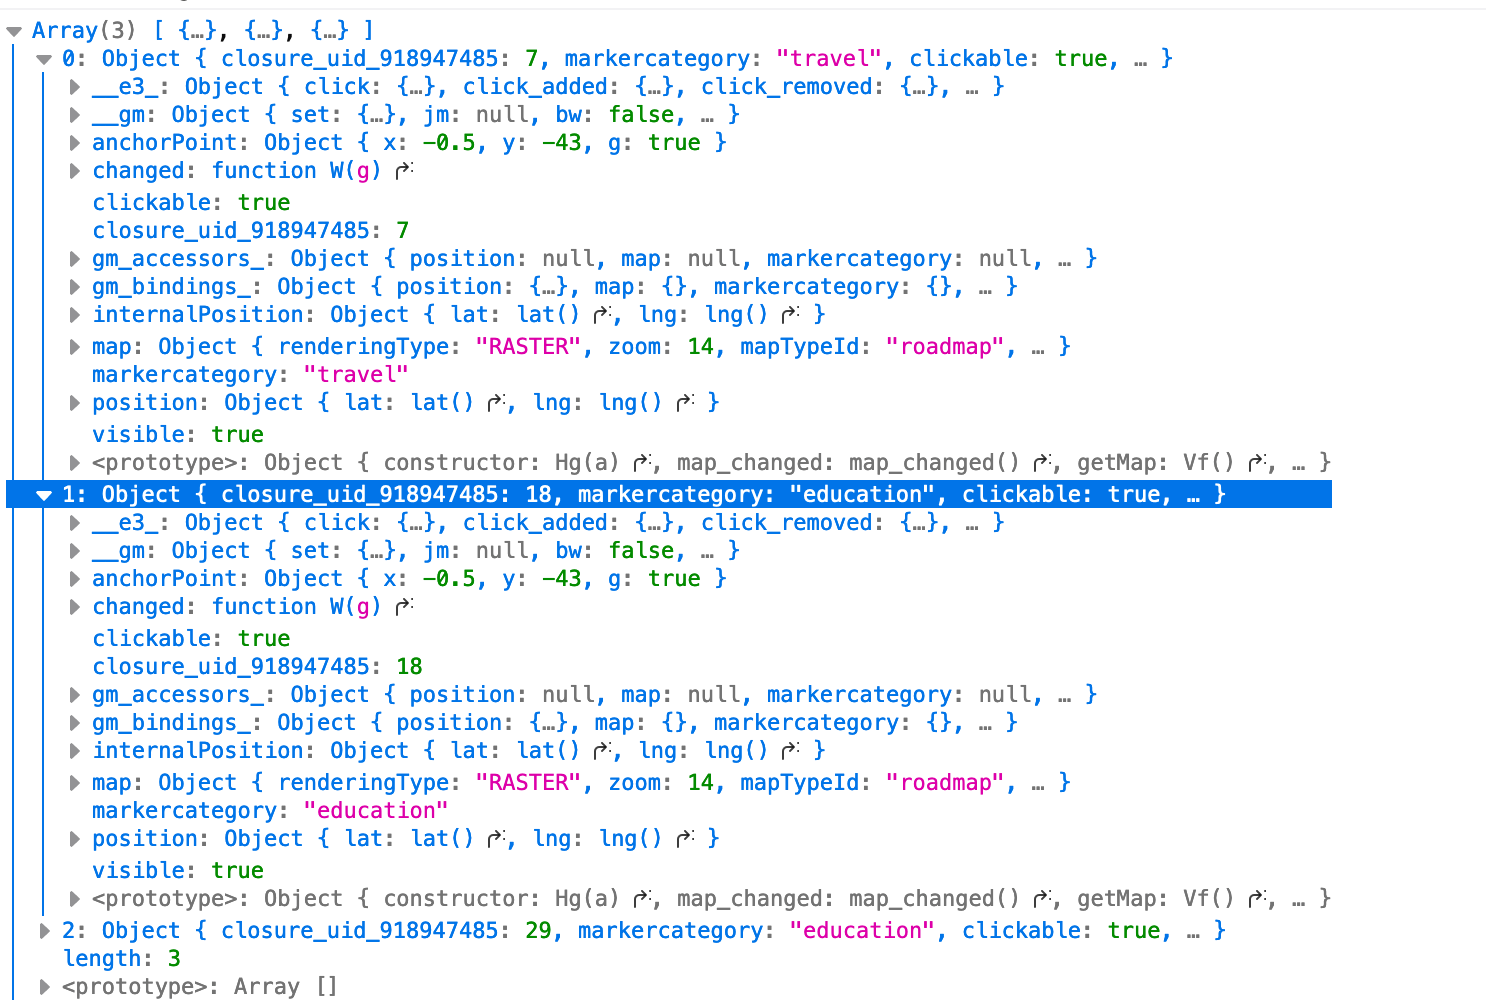 Array(3) [ {…}, {…}, {…} ]
0: Object { closure_uid_918947485: 7, markercategory: "travel", clickable: true, … }
__e3_: Object { click: {…}, click_added: {…}, click_removed: {…}, … }
__gm: Object { set: {…}, jm: null, bw: false, … }
anchorPoint: Object { x: -0.5, y: -43, g: true }
changed: function W(g)
clickable: true
closure_uid_918947485: 7
gm_accessors_: Object { position: null, map: null, markercategory: null, … }
gm_bindings_: Object { position: {…}, map: {}, markercategory: {}, … }
internalPosition: Object { lat: lat(), lng: lng() }
map: Object { renderingType: "RASTER", zoom: 14, mapTypeId: "roadmap", … }
markercategory: "travel"
position: Object { lat: lat(), lng: lng() }
visible: true
<prototype>: Object { constructor: Hg(a), map_changed: map_changed(), getMap: Vf(), … }
1: Object { closure_uid_918947485: 18, markercategory: "education", clickable: true, … }
__e3_: Object { click: {…}, click_added: {…}, click_removed: {…}, … }
__gm: Object { set: {…}, jm: null, bw: false, … }
anchorPoint: Object { x: -0.5, y: -43, g: true }
changed: function W(g)
clickable: true
closure_uid_918947485: 18
gm_accessors_: Object { position: null, map: null, markercategory: null, … }
gm_bindings_: Object { position: {…}, map: {}, markercategory: {}, … }
internalPosition: Object { lat: lat(), lng: lng() }
map: Object { renderingType: "RASTER", zoom: 14, mapTypeId: "roadmap", … }
markercategory: "education"
position: Object { lat: lat(), lng: lng() }
visible: true
<prototype>: Object { constructor: Hg(a), map_changed: map_changed(), getMap: Vf(), … }
2: Object { closure_uid_918947485: 29, markercategory: "education", clickable: true, … }
length: 3
<prototype>: Array []